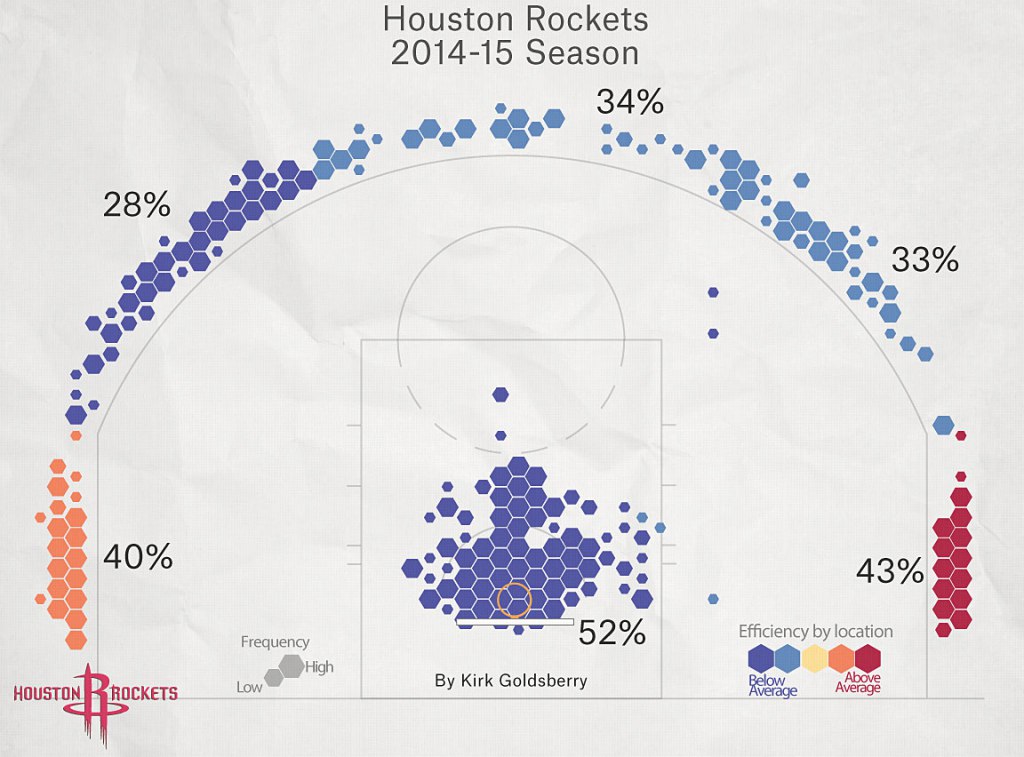 Houston Rockets
2014-15 Season
34%
28%
33%
40%
43%
52%
Frequency
High
Low
Efficiency by location
Below
Average
Above
Average
By Kirk Goldsberry
HOUSTON ROCKETS